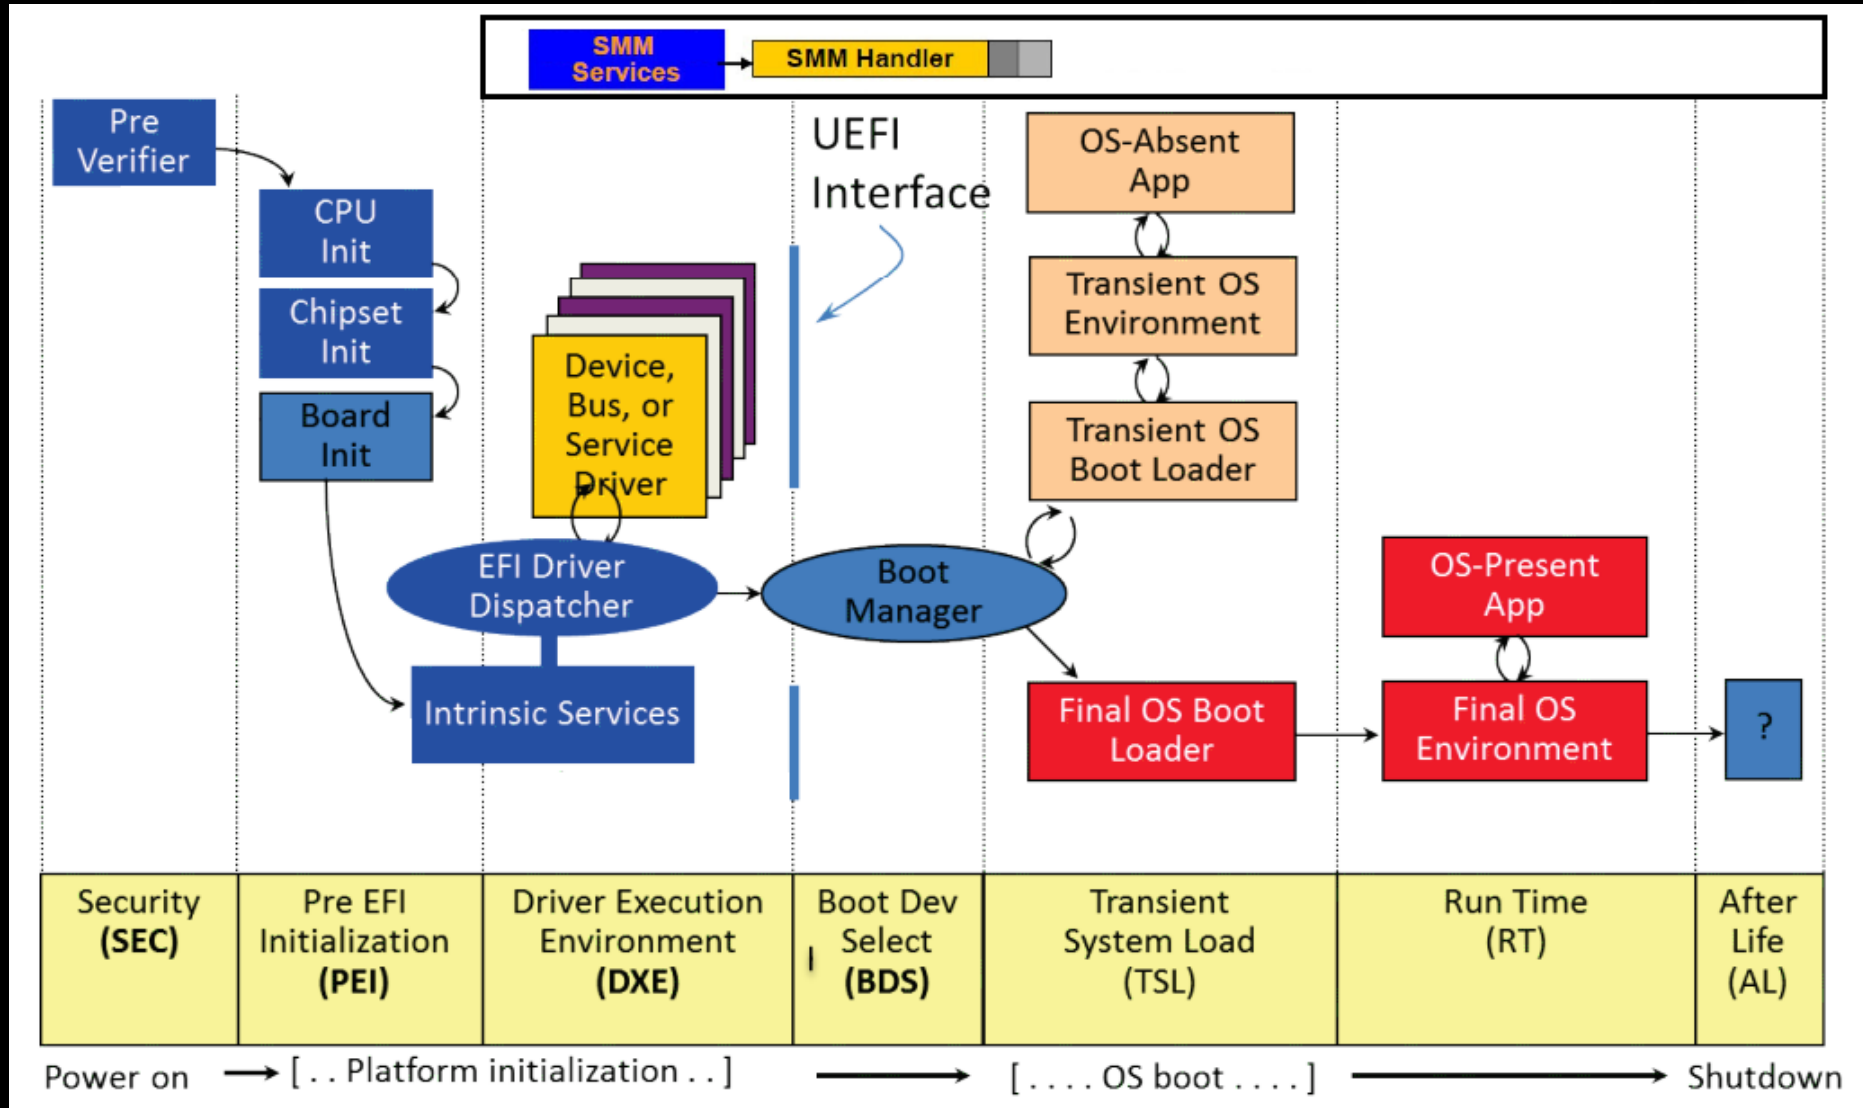 SMM
Services
SMM Handler
Pre
Verifier
CPU
Init
Chipset
Init
Board
Init
Device,
Bus, or
Service
Driver
EFI Driver
Dispatcher
Intrinsic Services
UEFI
Interface
Boot
Manager
OS-Absent
App
Transient OS
Environment
Transient OS
Boot Loader
Final OS Boot
Loader
OS-Present
App
Final OS
Environment
?
Security
(SEC)
Pre EFI
Initialization
(PEI)
Driver Execution
Environment
(DXE)
Boot Dev
Select
(BDS)
Transient
System Load
(TSL)
Run Time
(RT)
After
Life
(AL)
Power on
[ . . Platform initialization . . ]
[ . . . . OS boot . . . . ]
Shutdown